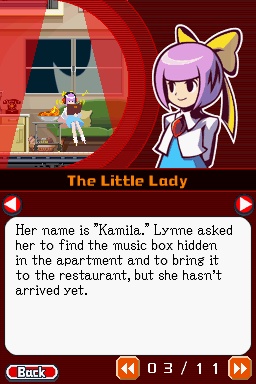 The Little Lady
Her name is "Kamila." Lynne asked
her to find the music box hidden
in the apartment and to bring it
to the restaurant, but she hasn't
arrived yet.
Back
03/11